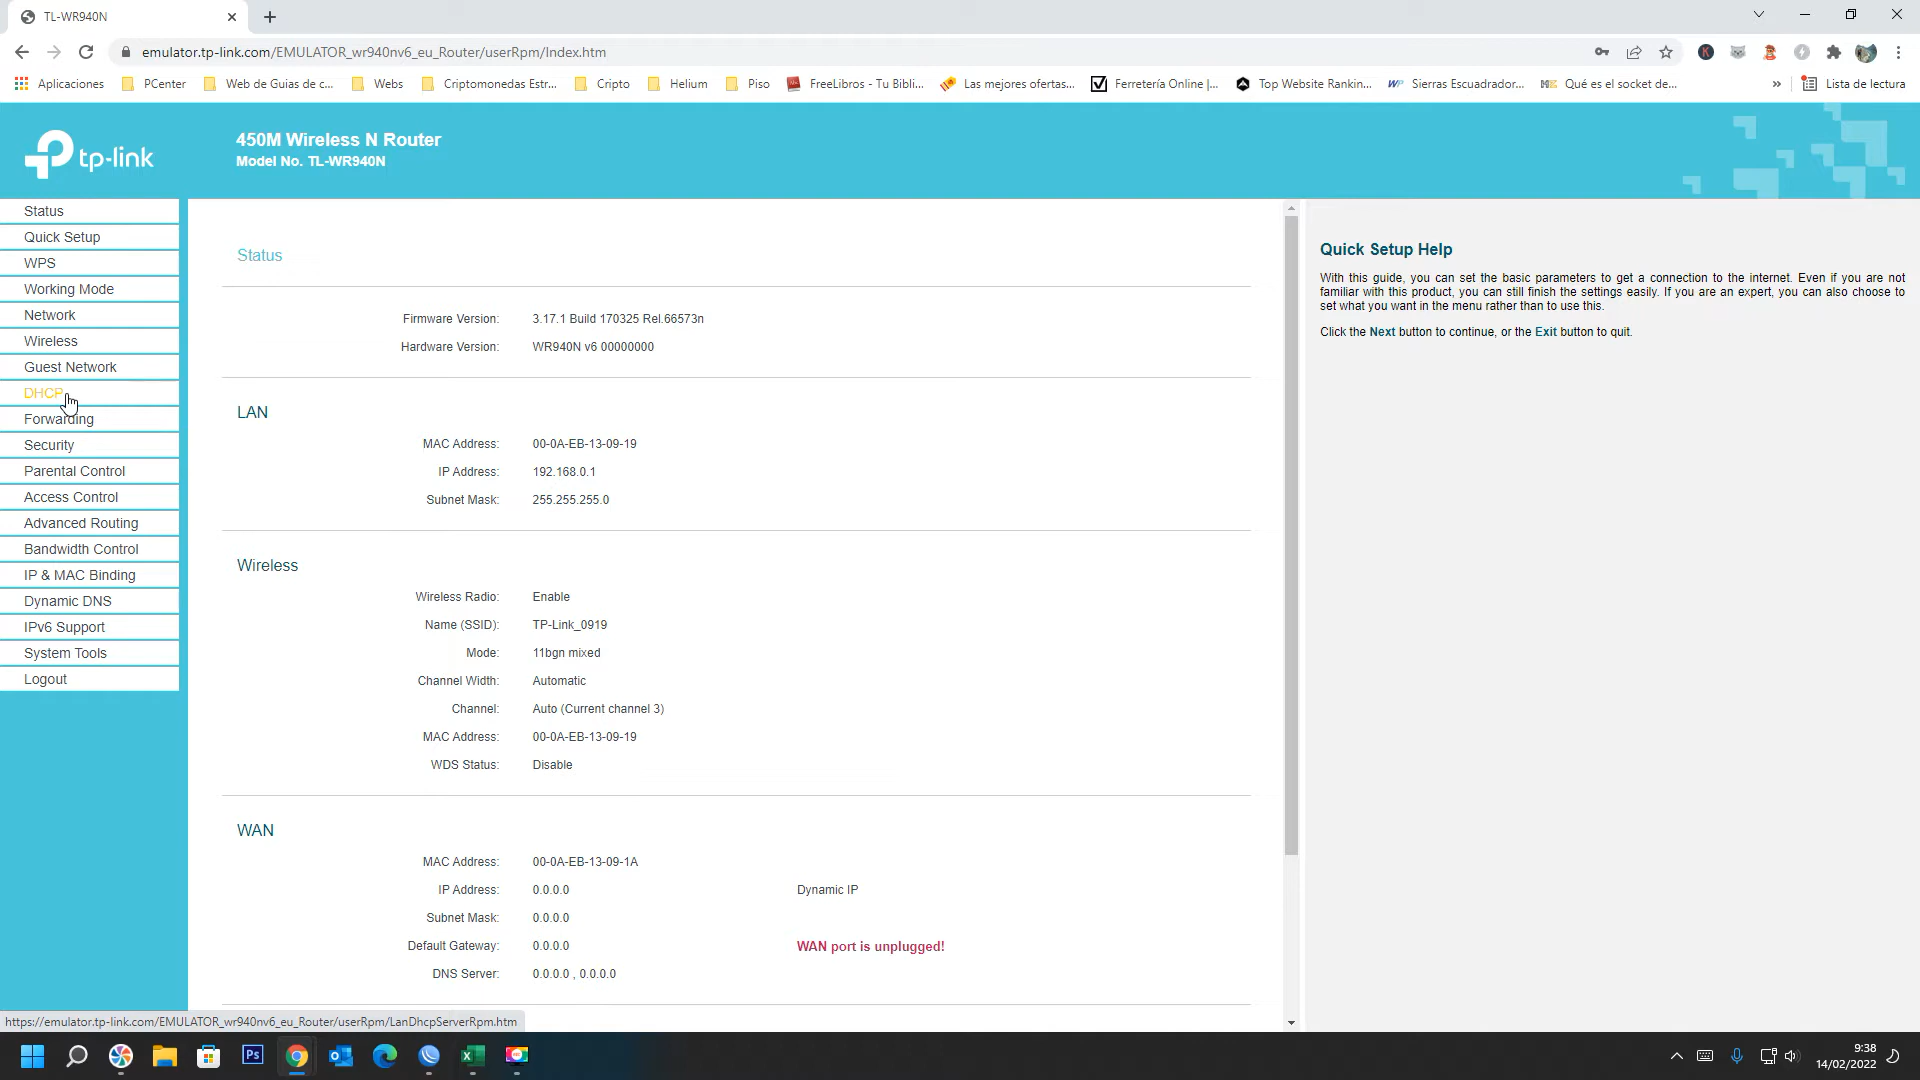 TL-WR940N
emulator.tp-link.com/EMULATOR_wr940nv6_eu_Router/userRpm/Index.htm
Aplicaciones PCenter Web de Guias de c... Webs Criptomonedas Estr... Cripto Helium Piso FreeLibros - Tu Bibli... Las mejores ofertas... Ferretería Online |... Top Website Rankin... Sierras Escuadrador... Qué es el socket de... » Lista de lectura
tp-link
450M Wireless N Router
Model No. TL-WR940N
Status
Quick Setup
WPS
Working Mode
Network
Wireless
Guest Network
DHCP
Forwarding
Security
Parental Control
Access Control
Advanced Routing
Bandwidth Control
IP & MAC Binding
Dynamic DNS
IPv6 Support
System Tools
Logout
Status
Firmware Version: 3.17.1 Build 170325 Rel.66573n
Hardware Version: WR940N v6 00000000
LAN
MAC Address: 00-0A-EB-13-09-19
IP Address: 192.168.0.1
Subnet Mask: 255.255.255.0
Wireless
Wireless Radio: Enable
Name (SSID): TP-Link_0919
Mode: 11bgn mixed
Channel Width: Automatic
Channel: Auto (Current channel 3)
MAC Address: 00-0A-EB-13-09-19
WDS Status: Disable
WAN
MAC Address: 00-0A-EB-13-09-1A
IP Address: 0.0.0.0 Dynamic IP
Subnet Mask: 0.0.0.0
Default Gateway: 0.0.0.0 WAN port is unplugged!
DNS Server: 0.0.0.0 , 0.0.0.0
Quick Setup Help
With this guide, you can set the basic parameters to get a connection to the internet. Even if you are not
familiar with this product, you can still finish the settings easily. If you are an expert, you can also choose to
set what you want in the menu rather than to use this.
Click the Next button to continue, or the Exit button to quit.
https://emulator.tp-link.com/EMULATOR_wr940nv6_eu_Router/userRpm/LanDhcpServerRpm.htm
Ps
9:38
14/02/2022